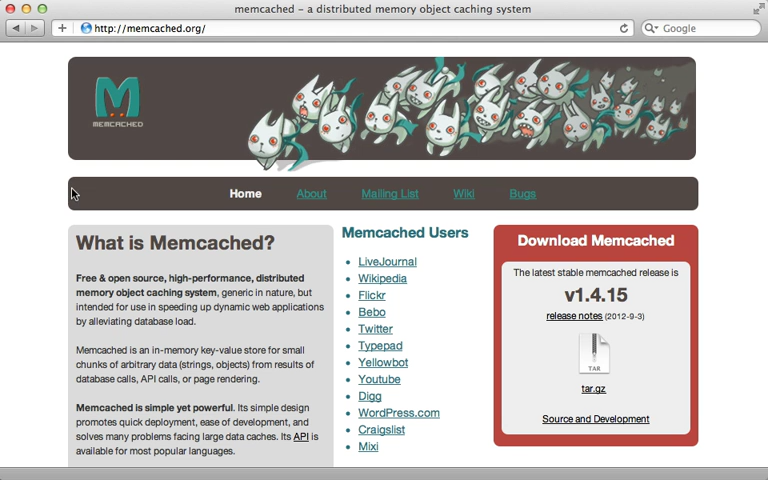 memcached - a distributed memory object caching system
http://memcached.org/
Google
M
MEMCACHED
Home About Mailing List Wiki Bugs
What is Memcached?
Free & open source, high-performance, distributed
memory object caching system, generic in nature, but
intended for use in speeding up dynamic web applications
by alleviating database load.
Memcached is an in-memory key-value store for small
chunks of arbitrary data (strings, objects) from results of
database calls, API calls, or page rendering.
Memcached is simple yet powerful. Its simple design
promotes quick deployment, ease of development, and
solves many problems facing large data caches. Its API is
available for most popular languages.
Memcached Users
LiveJournal
Wikipedia
Flickr
Bebo
Twitter
Typepad
Yellowbot
Youtube
Digg
WordPress.com
Craigslist
Mixi
Download Memcached
The latest stable memcached release is
v1.4.15
release notes (2012-9-3)
TAR
tar.gz
Source and Development